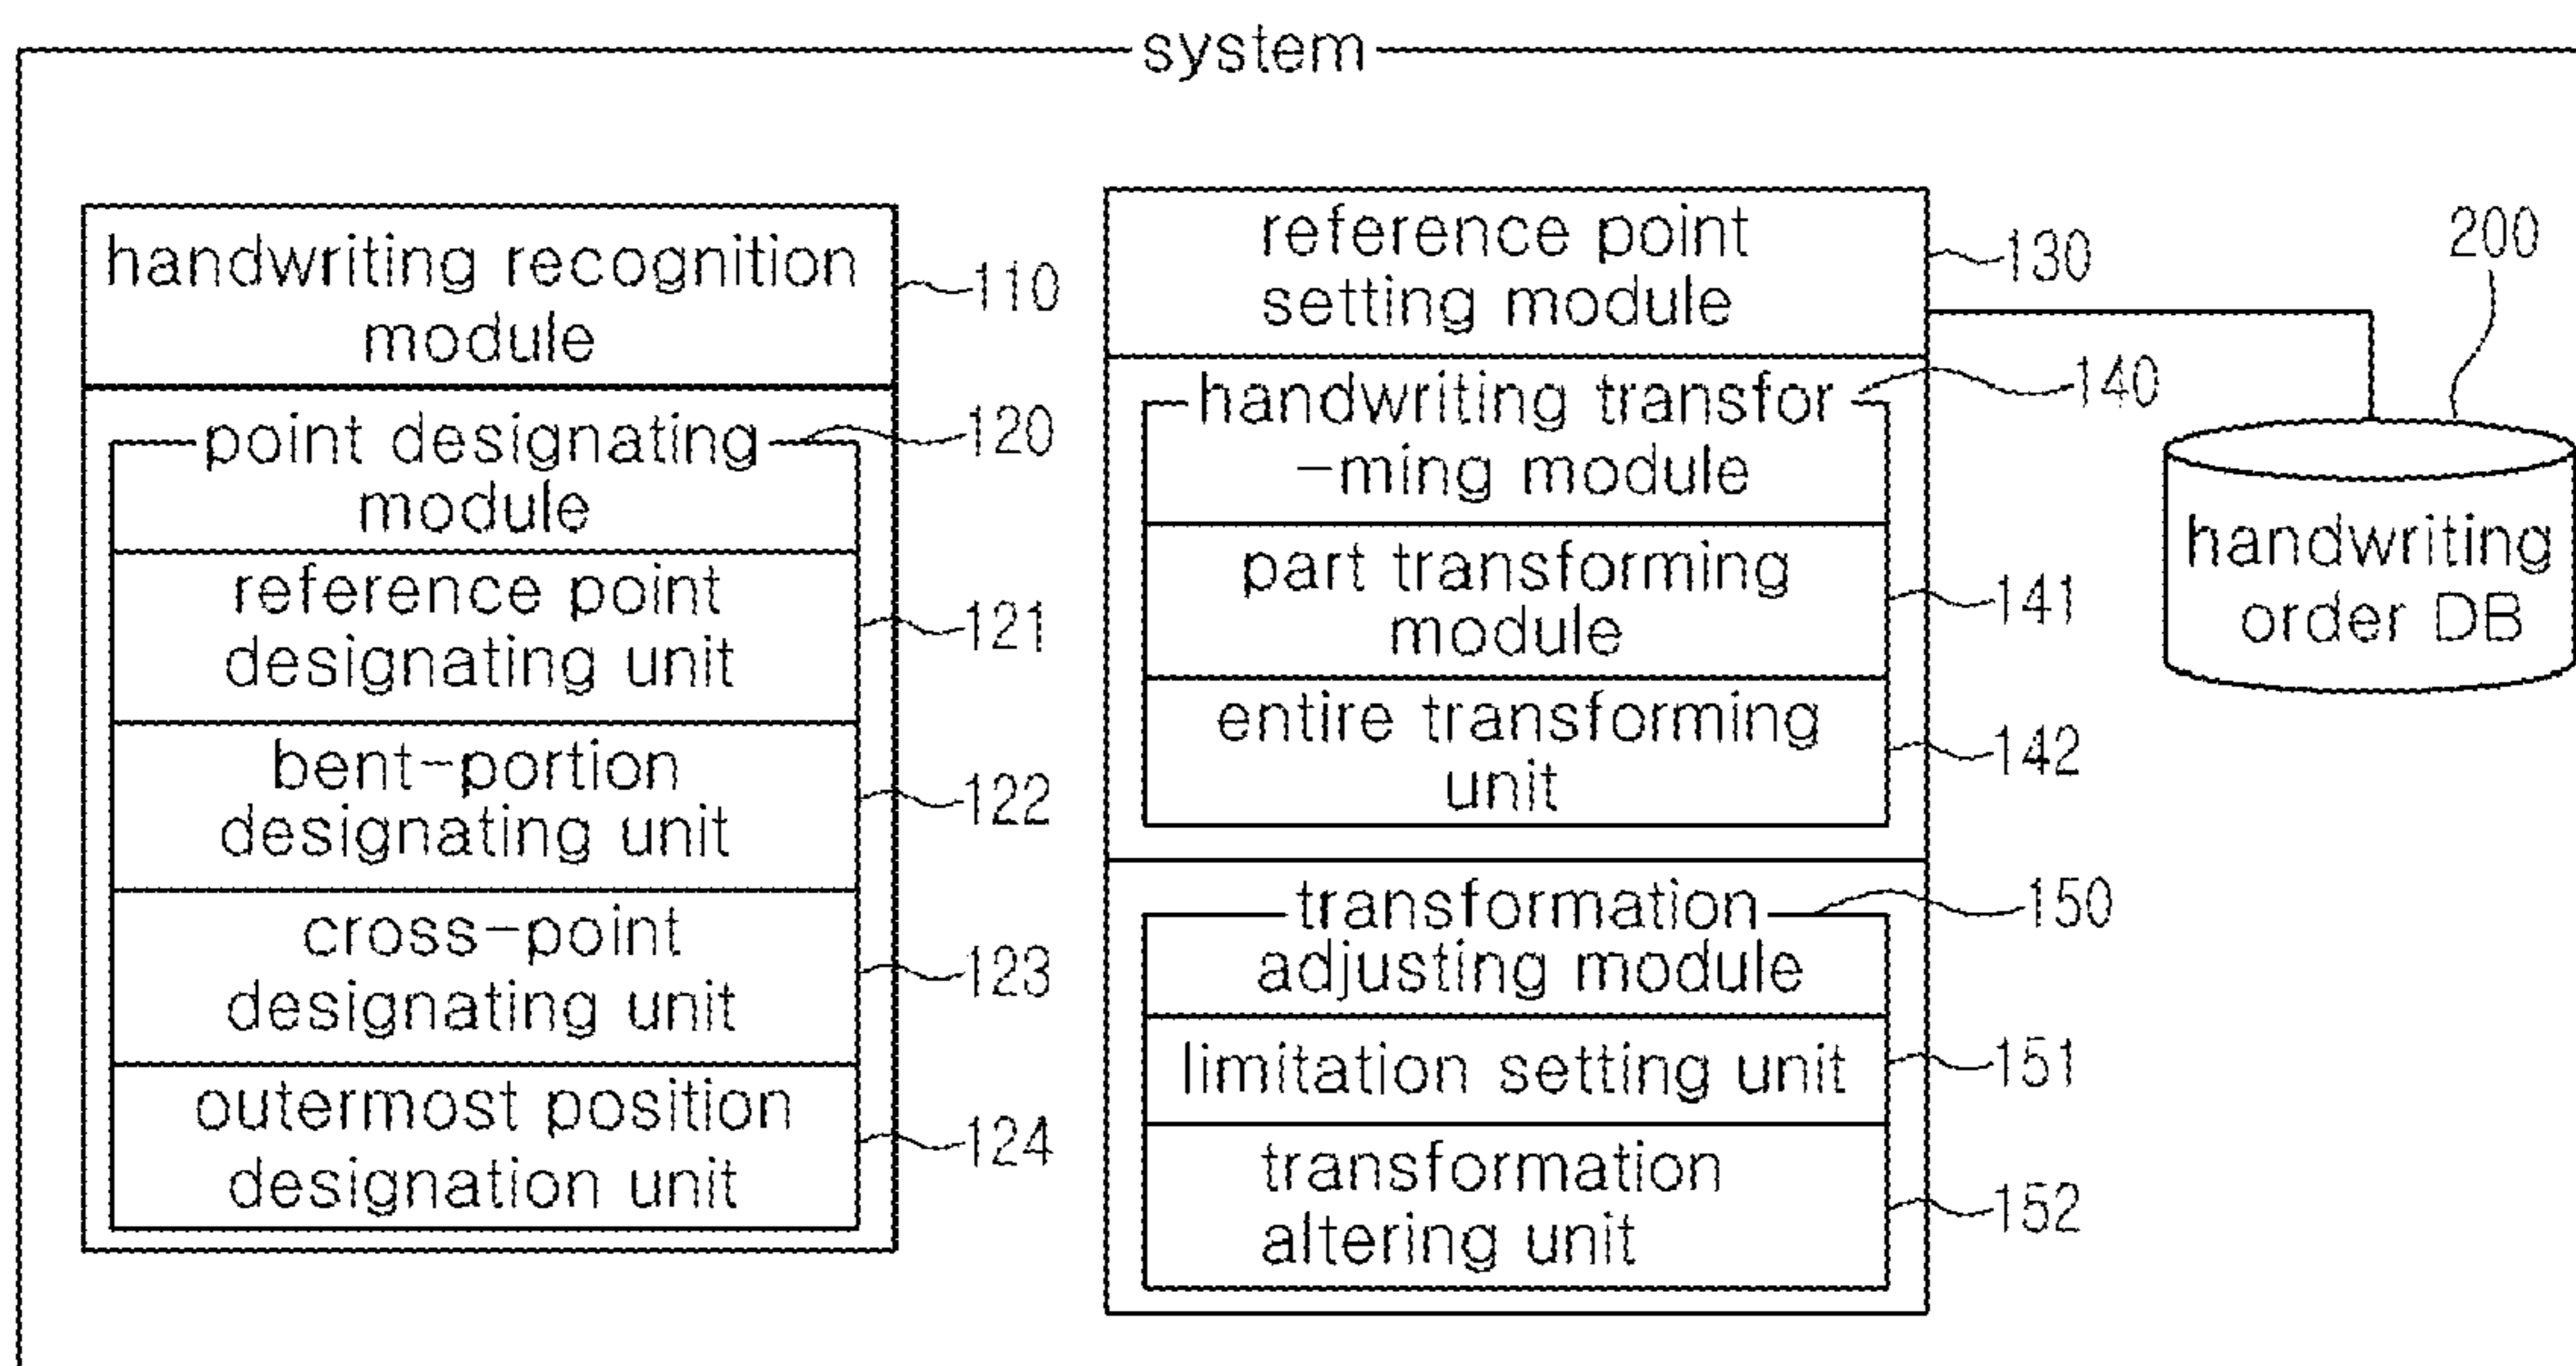 system
handwriting recognition
module
110
point designating
module
120
reference point
designating unit
121
bent-portion
designating unit
122
cross-point
designating unit
123
outermost position
designation unit
124
reference point
setting module
130
handwriting transfor
-ming module
140
part transforming
module
141
entire transforming
unit
142
transformation
adjusting module
150
limitation setting unit
151
transformation
altering unit
152
200
handwriting
order DB